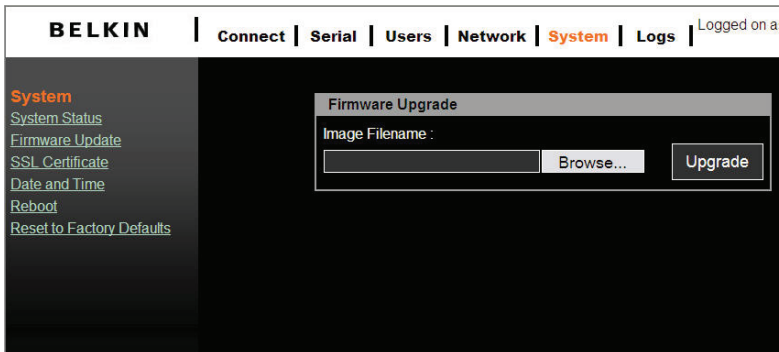 BELKIN | Connect | Serial | Users | Network | System | Logs | Logged on a
System
System Status
Firmware Update
SSL Certificate
Date and Time
Reboot
Reset to Factory Defaults
Firmware Upgrade
Image Filename :
Browse... Upgrade